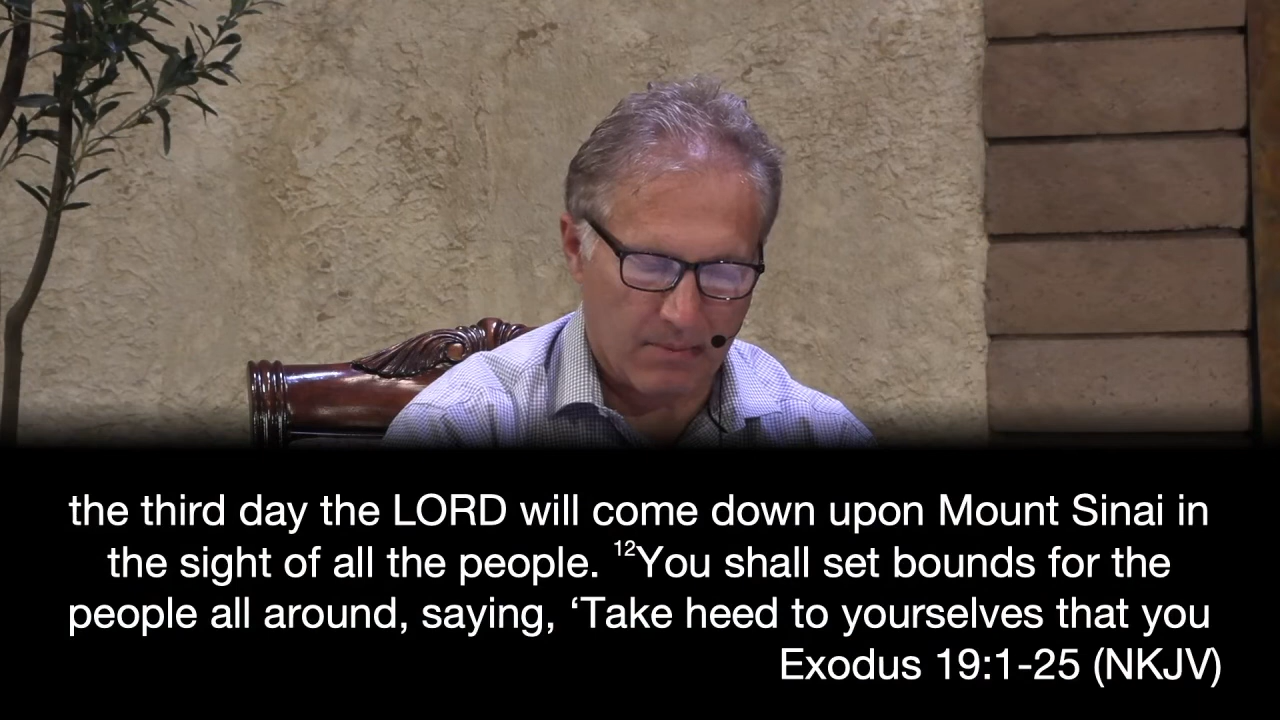 the third day the LORD will come down upon Mount Sinai in
the sight of all the people. ¹²You shall set bounds for the
people all around, saying, ‘Take heed to yourselves that you
Exodus 19:1-25 (NKJV)